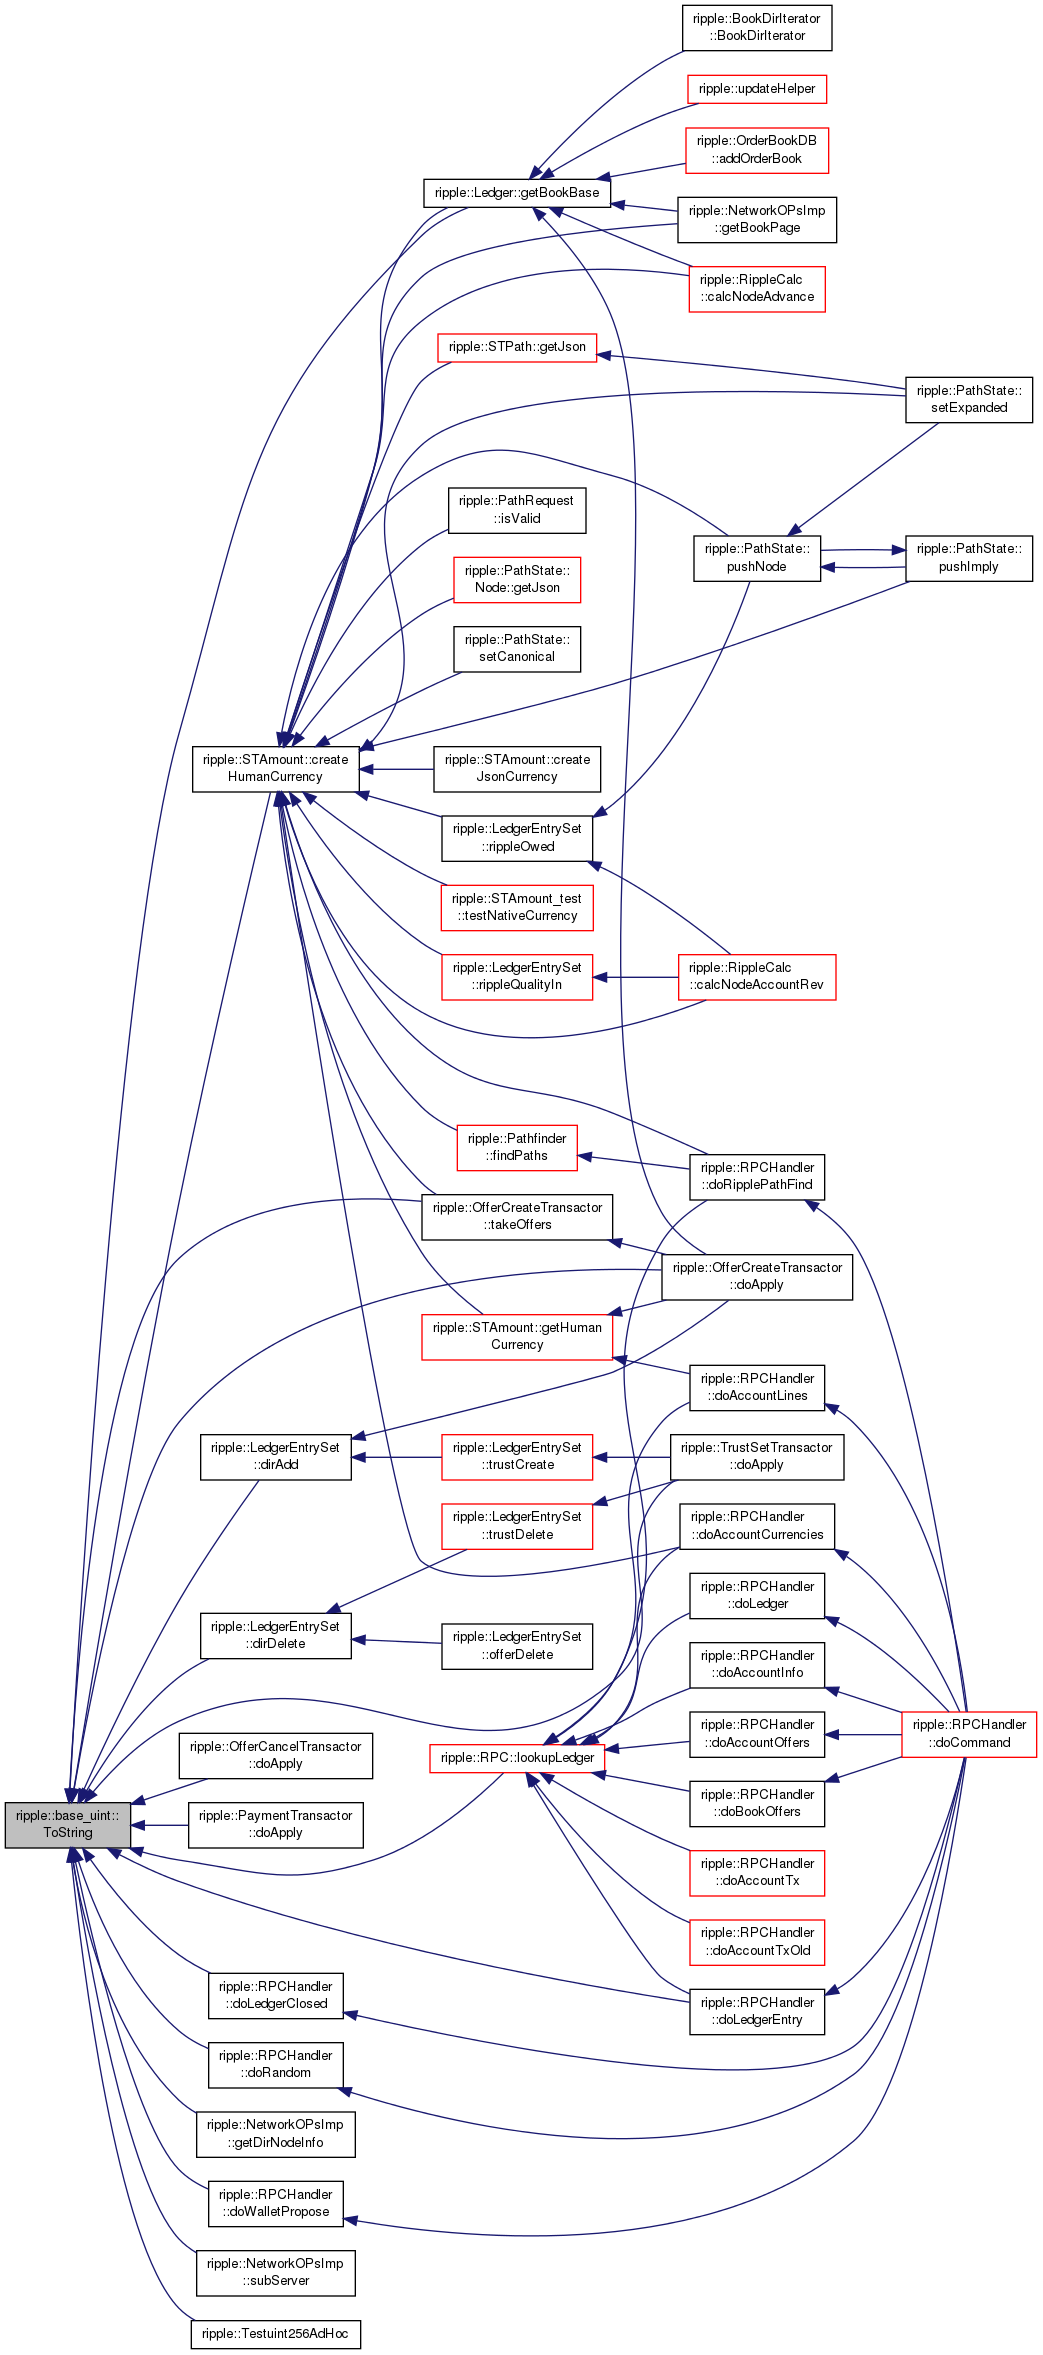 ripple::BookDirIterator
::BookDirIterator
ripple::updateHelper
ripple::OrderBookDB
::addOrderBook
ripple::Ledger::getBookBase
ripple::NetworkOPsImp
::getBookPage
ripple::RippleCalc
::calcNodeAdvance
ripple::STPath::getJson
ripple::PathState::
setExpanded
ripple::PathRequest
::isValid
ripple::PathState::
pushNode
ripple::PathState::
pushImply
ripple::PathState::
Node::getJson
ripple::PathState::
setCanonical
ripple::STAmount::create
HumanCurrency
ripple::STAmount::create
JsonCurrency
ripple::LedgerEntrySet
::rippleOwed
ripple::STAmount_test
::testNativeCurrency
ripple::LedgerEntrySet
::rippleQualityIn
ripple::RippleCalc
::calcNodeAccountRev
ripple::Pathfinder
::findPaths
ripple::RPCHandler
::doRipplePathFind
ripple::OfferCreateTransactor
::takeOffers
ripple::OfferCreateTransactor
::doApply
ripple::STAmount::getHuman
Currency
ripple::RPCHandler
::doAccountLines
ripple::LedgerEntrySet
::dirAdd
ripple::LedgerEntrySet
::trustCreate
ripple::TrustSetTransactor
::doApply
ripple::LedgerEntrySet
::trustDelete
ripple::RPCHandler
::doAccountCurrencies
ripple::RPCHandler
::doLedger
ripple::LedgerEntrySet
::dirDelete
ripple::LedgerEntrySet
::offerDelete
ripple::RPCHandler
::doAccountInfo
ripple::RPCHandler
::doAccountOffers
ripple::RPCHandler
::doCommand
ripple::OfferCancelTransactor
::doApply
ripple::RPC::lookupLedger
ripple::RPCHandler
::doBookOffers
ripple::base_uint::
ToString
ripple::PaymentTransactor
::doApply
ripple::RPCHandler
::doAccountTx
ripple::RPCHandler
::doAccountTxOld
ripple::RPCHandler
::doLedgerClosed
ripple::RPCHandler
::doLedgerEntry
ripple::RPCHandler
::doRandom
ripple::NetworkOPsImp
::getDirNodeInfo
ripple::RPCHandler
::doWalletPropose
ripple::NetworkOPsImp
::subServer
ripple::Testuint256AdHoc